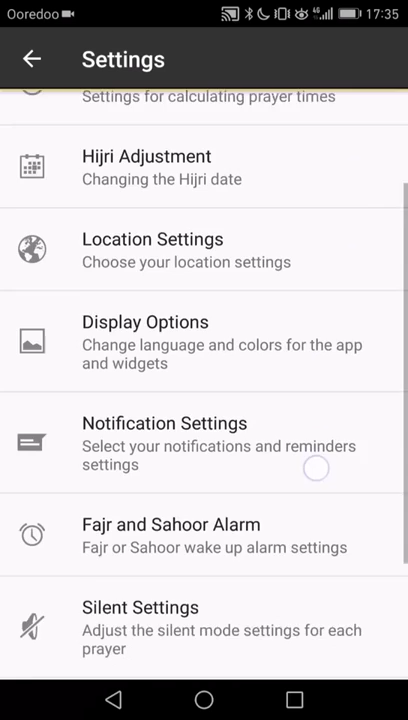 Ooredoo
4G
17:35
Settings
Settings for calculating prayer times
Hijri Adjustment
Changing the Hijri date
Location Settings
Choose your location settings
Display Options
Change language and colors for the app
and widgets
Notification Settings
Select your notifications and reminders
settings
Fajr and Sahoor Alarm
Fajr or Sahoor wake up alarm settings
Silent Settings
Adjust the silent mode settings for each
prayer